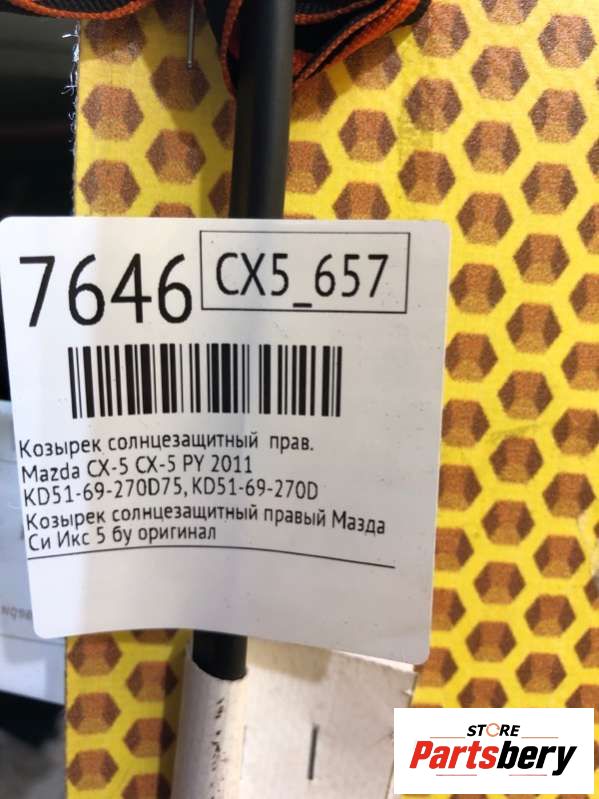 7646
CX5_657
Козырек солнцезащитный прав.
Mazda CX-5 CX-5 PY 2011
KD51-69-270D75, KD51-69-270D
Козырек солнцезащитный правый Мазда
Си Икс 5 бу оригинал
STORE
Partsbery